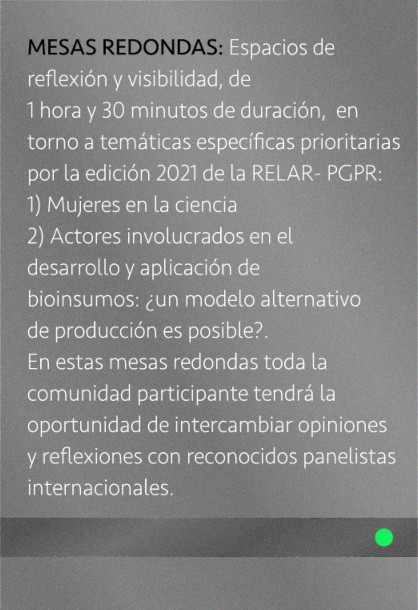 MESAS REDONDAS: Espacios de
reflexión y visibilidad, de
1 hora y 30 minutos de duración,  en
torno a temáticas específicas prioritarias
por la edición 2021 de la RELAR- PGPR:
1) Mujeres en la ciencia
2) Actores involucrados en el
desarrollo y aplicación de
bioinsumos: ¿un modelo alternativo
de producción es posible?.
En estas mesas redondas toda la
comunidad participante tendrá la
oportunidad de intercambiar opiniones
y reflexiones con reconocidos panelistas
internacionales.